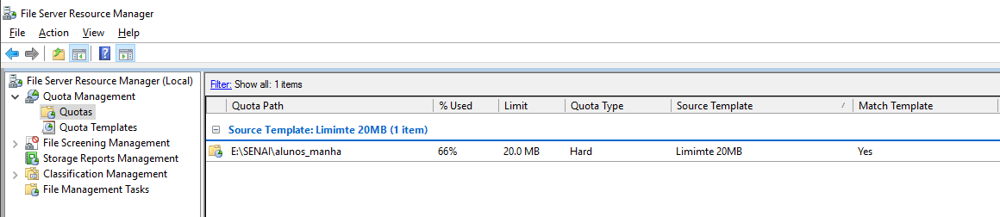 File Server Resource Manager
File Action View Help
File Server Resource Manager (Local)
Quota Management
Quotas
Quota Templates
File Screening Management
Storage Reports Management
Classification Management
File Management Tasks
Filter: Show all: 1 items
Quota Path % Used Limit Quota Type Source Template Match Template
Source Template: Limimte 20MB (1 item)
E:\SENAI\alunos_manha 66% 20.0 MB Hard Limimte 20MB Yes